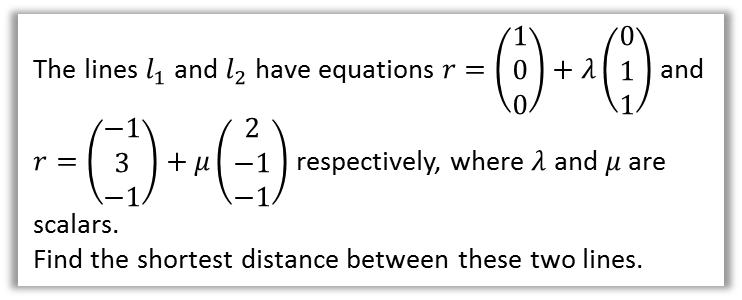 The lines l₁ and l₂ have equations r = (1 0 0) + λ (0 1 1) and
r = (−1 3 −1) + μ (2 −1 −1) respectively, where λ and μ are
scalars.
Find the shortest distance between these two lines.